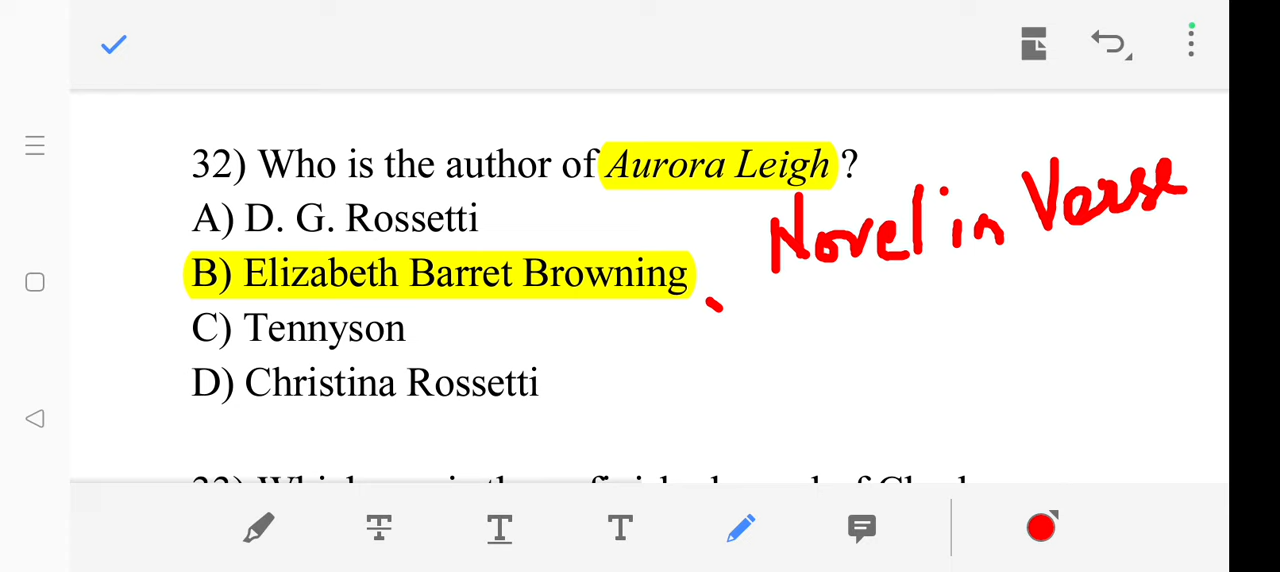 32) Who is the author of Aurora Leigh ?
A) D. G. Rossetti
Novel in Verse
B) Elizabeth Barret Browning
C) Tennyson
D) Christina Rossetti